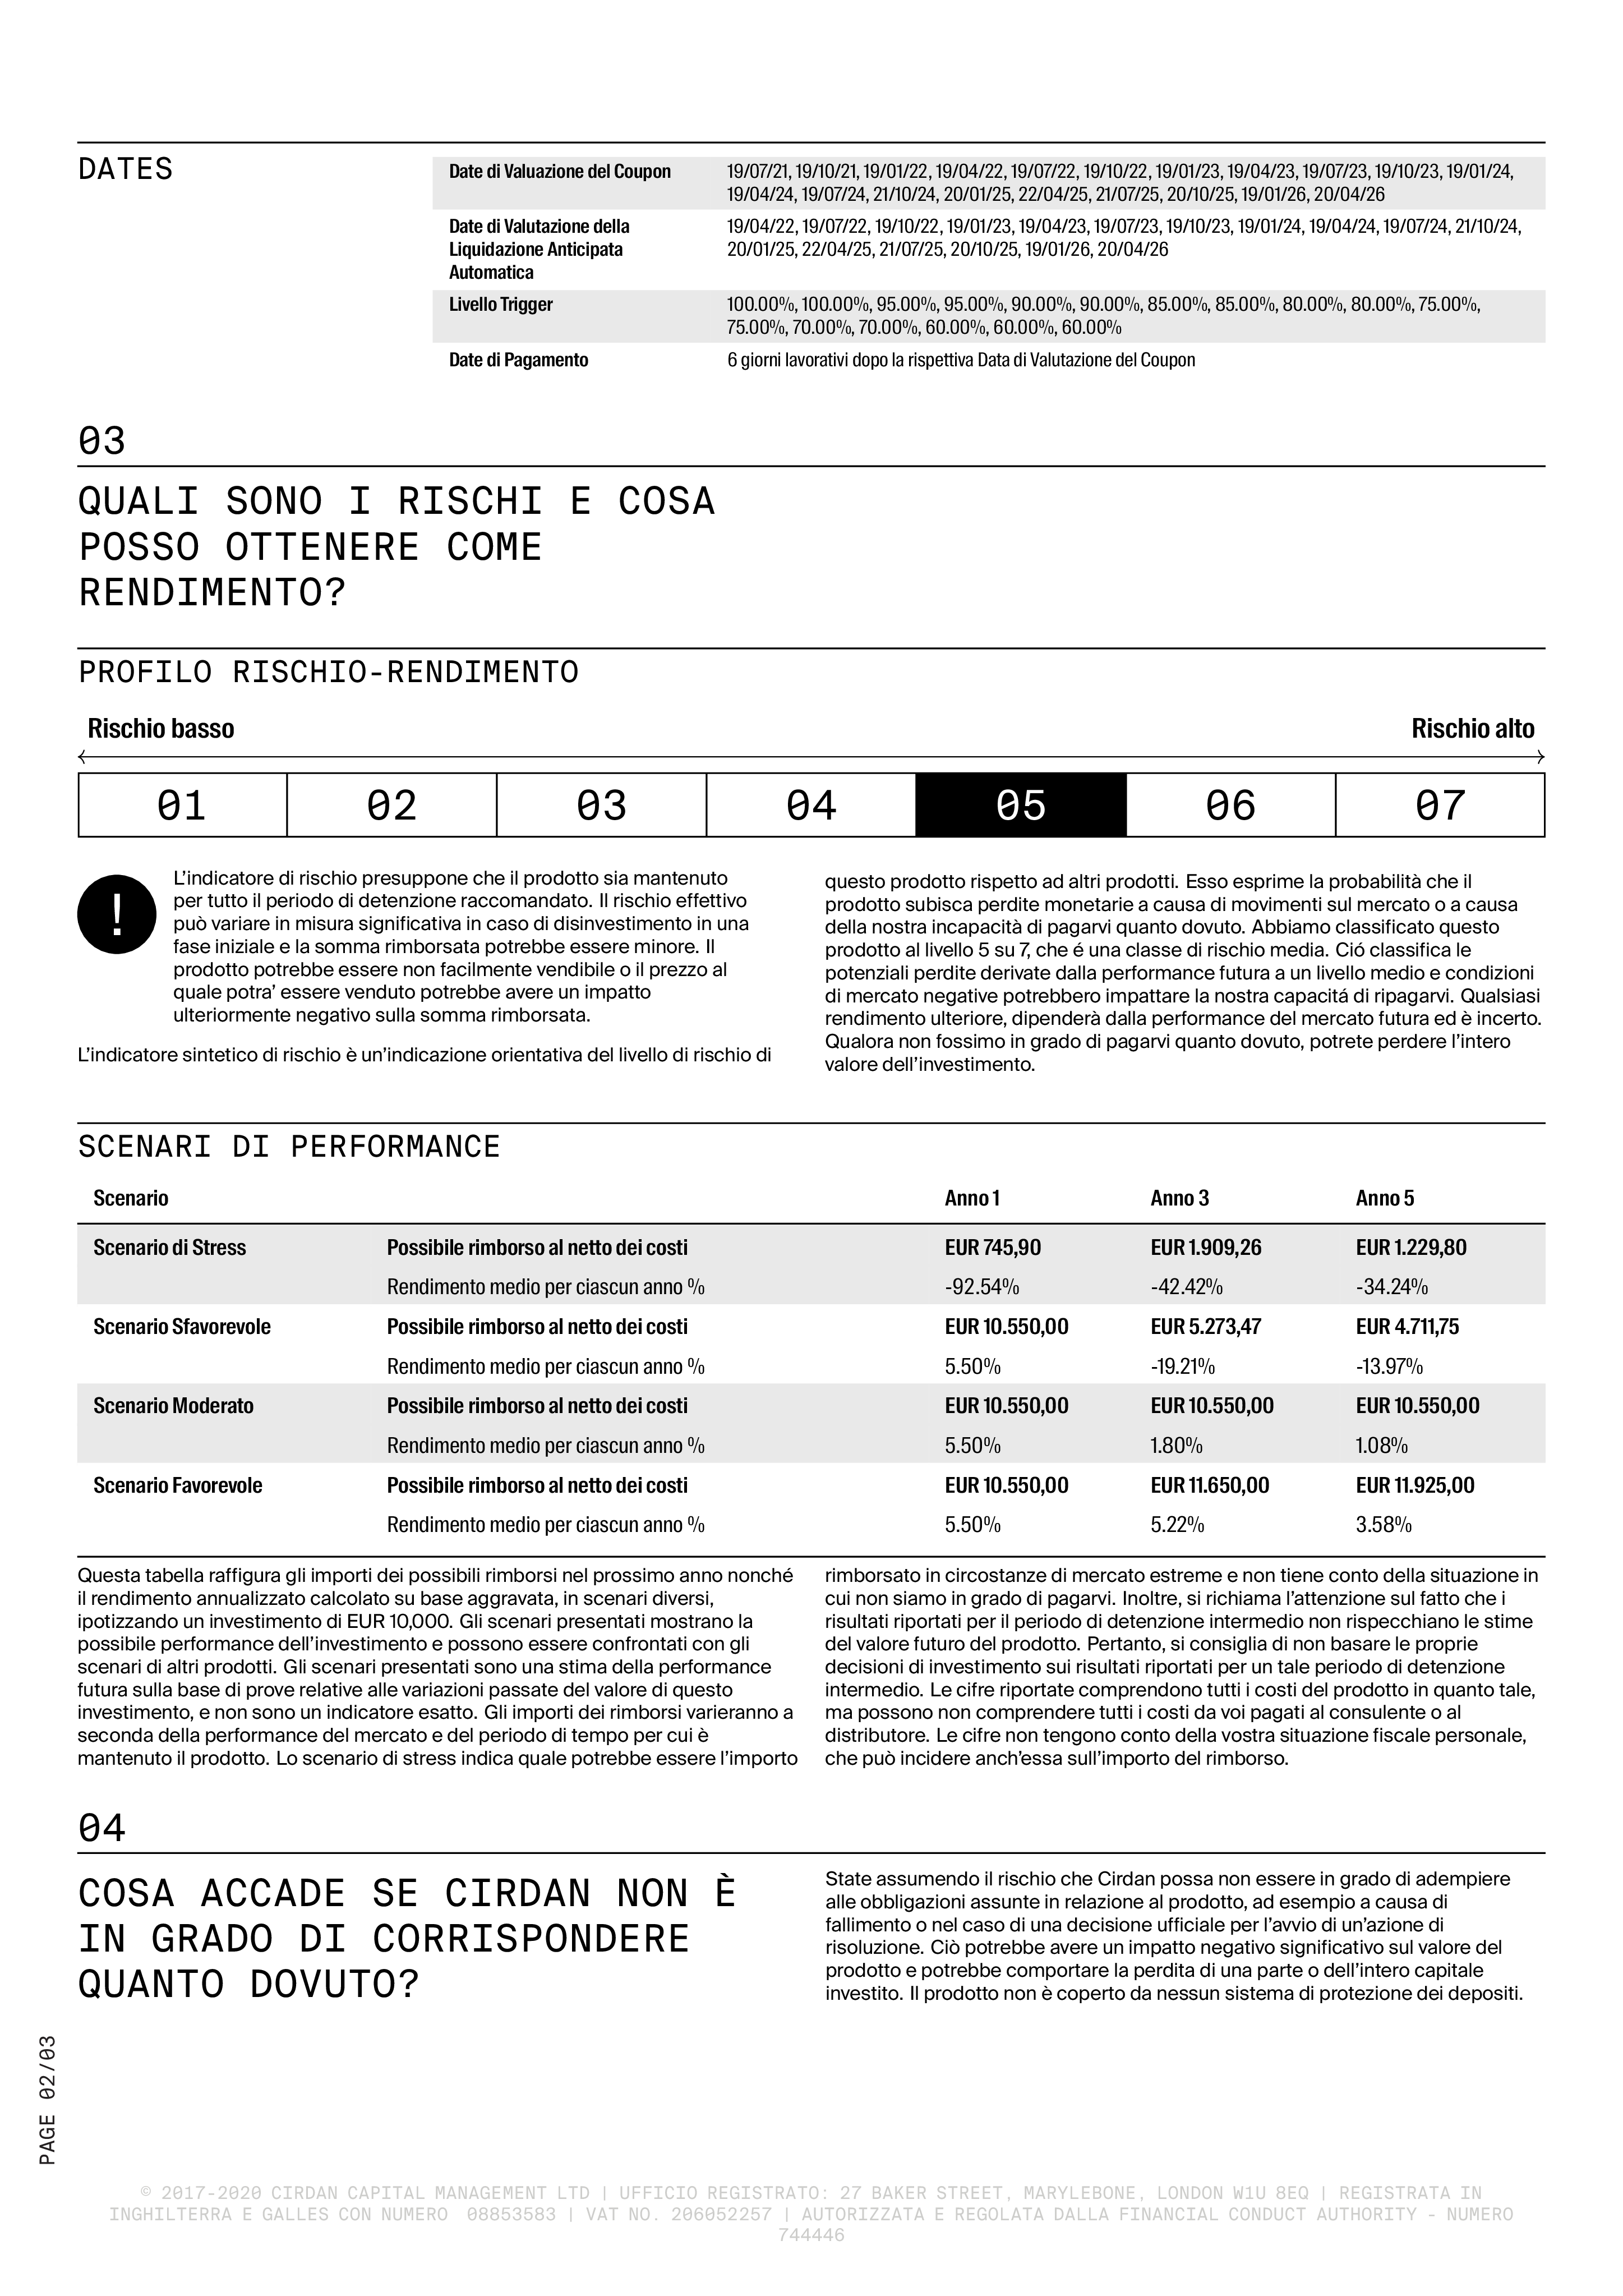 DATES
Date di Valuazione del Coupon
19/07/21, 19/10/21, 19/01/22, 19/04/22, 19/07/22, 19/10/22, 19/01/23, 19/04/23, 19/07/23, 19/10/23, 19/01/24,
19/04/24, 19/07/24, 21/10/24, 20/01/25, 22/04/25, 21/07/25, 20/10/25, 19/01/26, 20/04/26
Date di Valutazione della
Liquidazione Anticipata
Automatica
19/04/22, 19/07/22, 19/10/22, 19/01/23, 19/04/23, 19/07/23, 19/10/23, 19/01/24, 19/04/24, 19/07/24, 21/10/24,
20/01/25, 22/04/25, 21/07/25, 20/10/25, 19/01/26, 20/04/26
Livello Trigger
100.00%, 100.00%, 95.00%, 95.00%, 90.00%, 90.00%, 85.00%, 85.00%, 80.00%, 80.00%, 75.00%,
75.00%, 70.00%, 70.00%, 60.00%, 60.00%, 60.00%
Date di Pagamento
6 giorni lavorativi dopo la rispettiva Data di Valutazione del Coupon
03
QUALI SONO I RISCHI E COSA
POSSO OTTENERE COME
RENDIMENTO?
PROFILO RISCHIO-RENDIMENTO
Rischio basso Rischio alto
01 02 03 04 05 06 07
!
L'indicatore di rischio presuppone che il prodotto sia mantenuto
per tutto il periodo di detenzione raccomandato. Il rischio effettivo
può variare in misura significativa in caso di disinvestimento in una
fase iniziale e la somma rimborsata potrebbe essere minore. Il
prodotto potrebbe essere non facilmente vendibile o il prezzo al
quale potra' essere venduto potrebbe avere un impatto
ulteriormente negativo sulla somma rimborsata.
L'indicatore sintetico di rischio è un'indicazione orientativa del livello di rischio di
questo prodotto rispetto ad altri prodotti. Esso esprime la probabilità che il
prodotto subisca perdite monetarie a causa di movimenti sul mercato o a causa
della nostra incapacità di pagarvi quanto dovuto. Abbiamo classificato questo
prodotto al livello 5 su 7, che é una classe di rischio media. Ció classifica le
potenziali perdite derivate dalla performance futura a un livello medio e condizioni
di mercato negative potrebbero impattare la nostra capacitá di ripagarvi. Qualsiasi
rendimento ulteriore, dipenderà dalla performance del mercato futura ed è incerto.
Qualora non fossimo in grado di pagarvi quanto dovuto, potrete perdere l'intero
valore dell'investimento.
SCENARI DI PERFORMANCE
Scenario Anno 1 Anno 3 Anno 5
Scenario di Stress Possibile rimborso al netto dei costi EUR 745,90 EUR 1.909,26 EUR 1.229,80
Rendimento medio per ciascun anno % -92.54% -42.42% -34.24%
Scenario Sfavorevole Possibile rimborso al netto dei costi EUR 10.550,00 EUR 5.273,47 EUR 4.711,75
Rendimento medio per ciascun anno % 5.50% -19.21% -13.97%
Scenario Moderato Possibile rimborso al netto dei costi EUR 10.550,00 EUR 10.550,00 EUR 10.550,00
Rendimento medio per ciascun anno % 5.50% 1.80% 1.08%
Scenario Favorevole Possibile rimborso al netto dei costi EUR 10.550,00 EUR 11.650,00 EUR 11.925,00
Rendimento medio per ciascun anno % 5.50% 5.22% 3.58%
Questa tabella raffigura gli importi dei possibili rimborsi nel prossimo anno nonché
il rendimento annualizzato calcolato su base aggravata, in scenari diversi,
ipotizzando un investimento di EUR 10,000. Gli scenari presentati mostrano la
possibile performance dell'investimento e possono essere confrontati con gli
scenari di altri prodotti. Gli scenari presentati sono una stima della performance
futura sulla base di prove relative alle variazioni passate del valore di questo
investimento, e non sono un indicatore esatto. Gli importi dei rimborsi varieranno a
seconda della performance del mercato e del periodo di tempo per cui è
mantenuto il prodotto. Lo scenario di stress indica quale potrebbe essere l'importo
rimborsato in circostanze di mercato estreme e non tiene conto della situazione in
cui non siamo in grado di pagarvi. Inoltre, si richiama l'attenzione sul fatto che i
risultati riportati per il periodo di detenzione intermedio non rispecchiano le stime
del valore futuro del prodotto. Pertanto, si consiglia di non basare le proprie
decisioni di investimento sui risultati riportati per un tale periodo di detenzione
intermedio. Le cifre riportate comprendono tutti i costi del prodotto in quanto tale,
ma possono non comprendere tutti i costi da voi pagati al consulente o al
distributore. Le cifre non tengono conto della vostra situazione fiscale personale,
che può incidere anch'essa sull'importo del rimborso.
04
COSA ACCADE SE CIRDAN NON È
IN GRADO DI CORRISPONDERE
QUANTO DOVUTO?
State assumendo il rischio che Cirdan possa non essere in grado di adempiere
alle obbligazioni assunte in relazione al prodotto, ad esempio a causa di
fallimento o nel caso di una decisione ufficiale per l'avvio di un'azione di
risoluzione. Ciò potrebbe avere un impatto negativo significativo sul valore del
prodotto e potrebbe comportare la perdita di una parte o dell'intero capitale
investito. Il prodotto non è coperto da nessun sistema di protezione dei depositi.
PAGE 02/03
© 2017-2020 CIRDAN CAPITAL MANAGEMENT LTD | UFFICIO REGISTRATO: 27 BAKER STREET, MARYLEBONE, LONDON W1U 8EQ | REGISTRATA IN
INGHILTERRA E GALLES CON NUMERO 08853583 | VAT NO. 206052257 | AUTORIZZATA E REGOLATA DALLA FINANCIAL CONDUCT AUTHORITY - NUMERO
744446